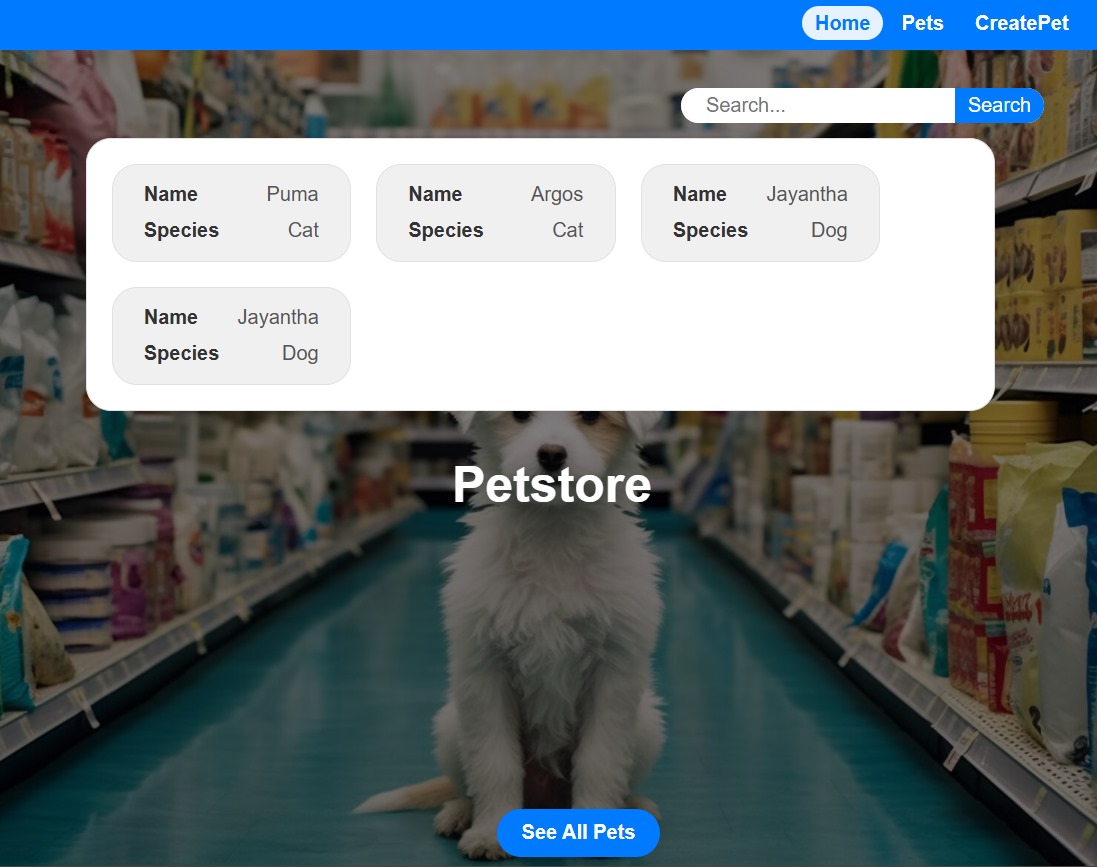 Home Pets CreatePet
Search... Search
Name Puma
Species Cat
Name Argos
Species Cat
Name Jayantha
Species Dog
Name Jayantha
Species Dog
Petstore
See All Pets